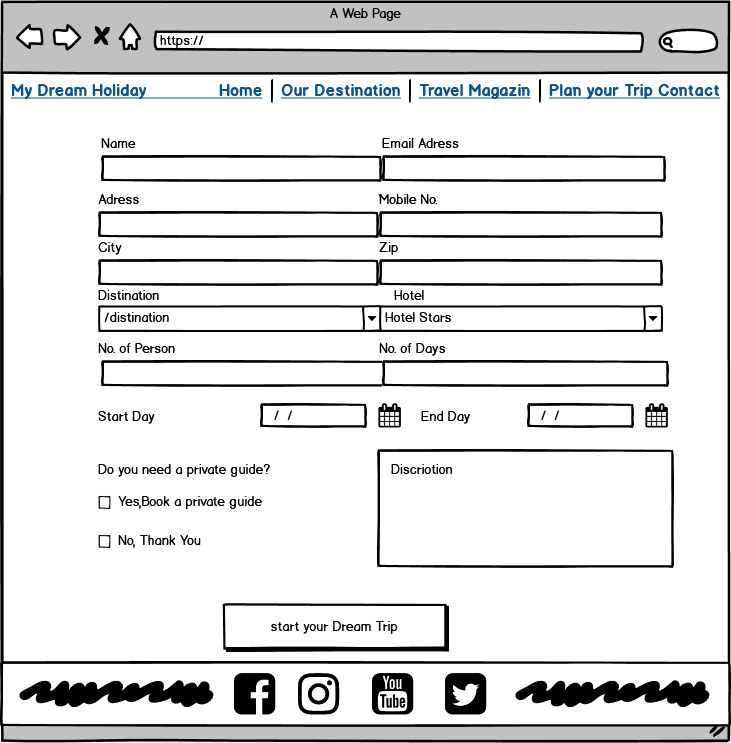 A Web Page
https://
My Dream Holiday Home Our Destination Travel Magazin Plan your Trip Contact
Name Email Adress
Adress Mobile No.
City Zip
Distination Hotel
/distination Hotel Stars
No. of Person No. of Days
Start Day / / End Day / /
Do you need a private guide? Discriotion
Yes,Book a private guide
No, Thank You
start your Dream Trip
You
Tube